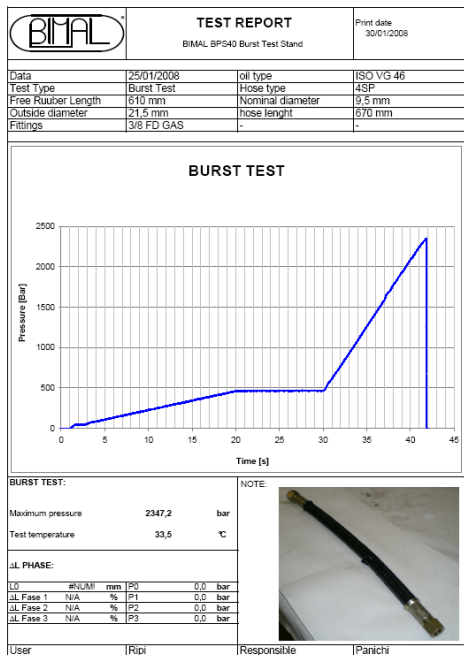 BIMAL
TEST REPORT
BIMAL BPS40 Burst Test Stand
Print date
30/01/2008
Data 25/01/2008 oil type ISO VG 46
Test Type Burst Test Hose type 4SP
Free Ruuber Length 610 mm Nominal diameter 9,5 mm
Outside diameter 21,5 mm hose lenght 670 mm
Fittings 3/8 FD GAS - -
BURST TEST
Pressure [Bar]
2500
2000
1500
1000
500
0
0 5 10 15 20 25 30 35 40 45
Time [s]
BURST TEST: NOTE:
Maximum pressure 2347,2 bar
Test temperature 33,5 °C
ΔL PHASE:
L0 #NUM! mm P0 0,0 bar
ΔL Fase 1 N/A % P1 0,0 bar
ΔL Fase 2 N/A % P2 0,0 bar
ΔL Fase 3 N/A % P3 0,0 bar
User Ripi Responsible Panichi